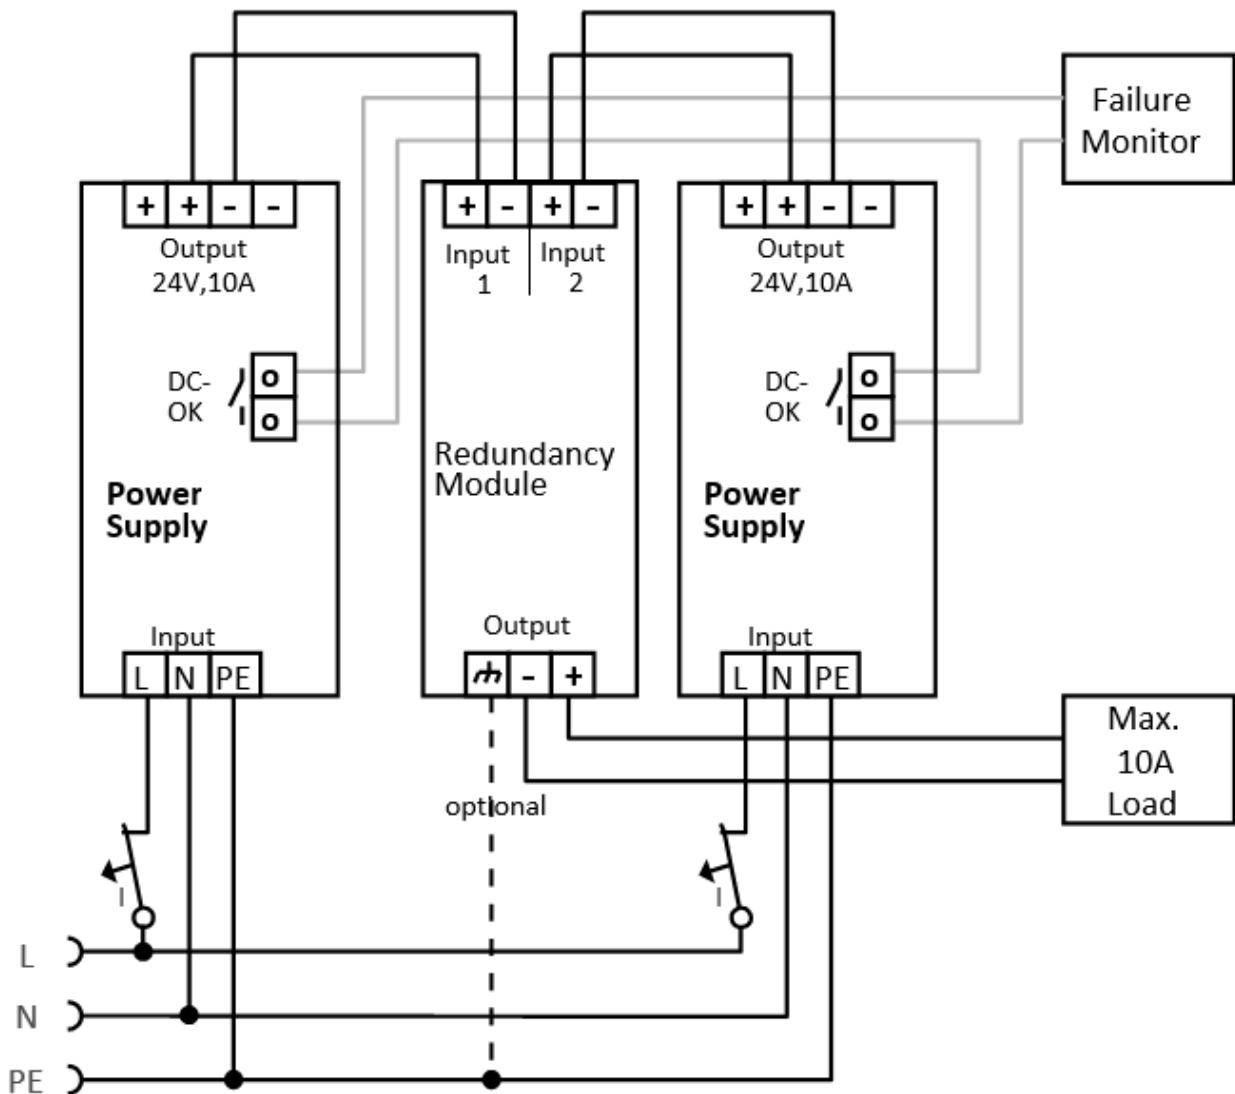 Failure
Monitor
+ + - -
Output
24V,10A
DC-
OK
o
o
Power
Supply
Input
L N PE
+ - + -
Input
1
Input
2
Redundancy
Module
Output
- +
optional
+ + - -
Output
24V,10A
DC-
OK
o
o
Power
Supply
Input
L N PE
Max.
10A
Load
I
I
L
N
PE